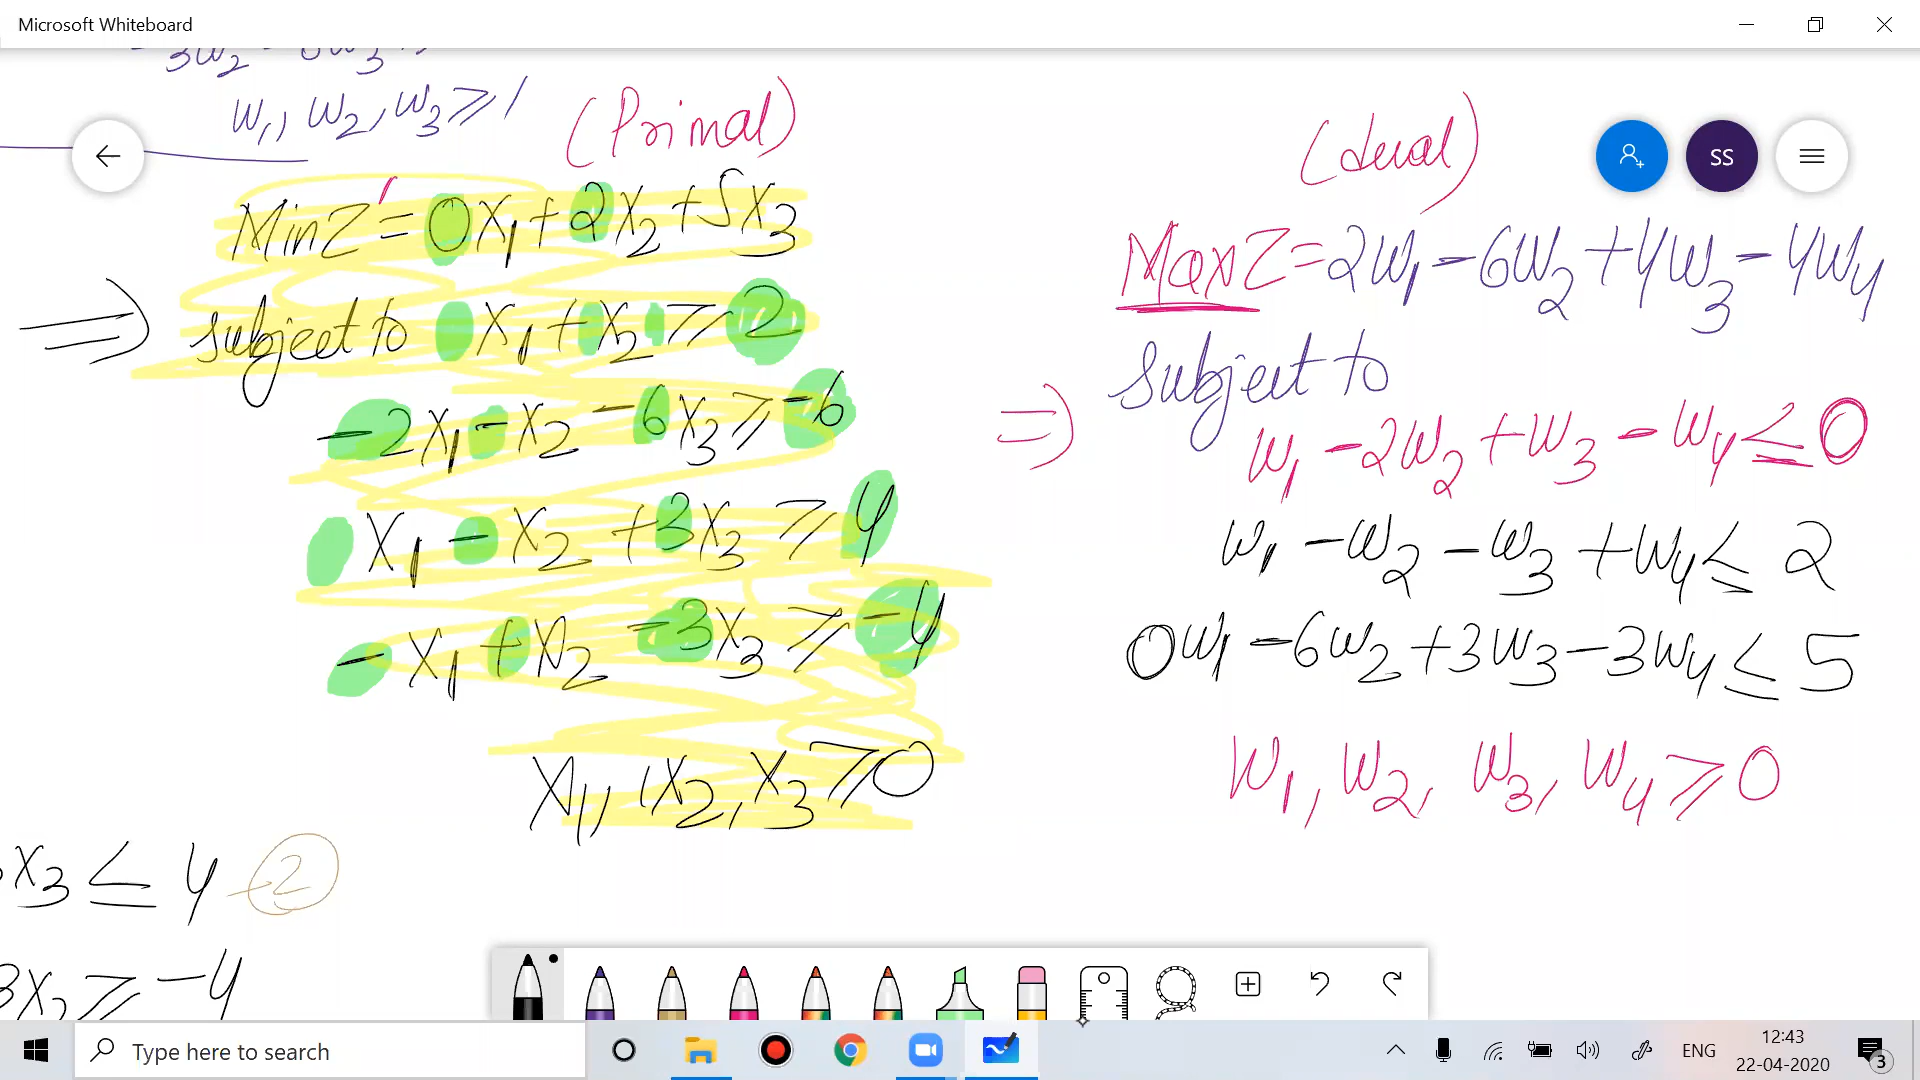 Microsoft Whiteboard
W1, W2, W3 ≥ 1
(Primal)
Min Z' = 0x1 + 2x2 + 5x3
subject to x1 + x2 ≥ 2
-2x1 - x2 - 6x3 ≥ -6
x1 - x2 + 3x3 ≥ 4
-x1 + x2 - 3x3 ≥ -4
x1, x2, x3 ≥ 0
x3 ≤ 4 - 2
3x3 ≥ -4
(dual)
SS
Max Z = 2W1 - 6W2 + 4W3 - 4W4
subject to
W1 - 2W2 + W3 - W4 ≤ 0
W1 - W2 - W3 + W4 ≤ 2
0W1 - 6W2 + 3W3 - 3W4 ≤ 5
W1, W2, W3, W4 ≥ 0
Type here to search
ENG
12:43
22-04-2020
3